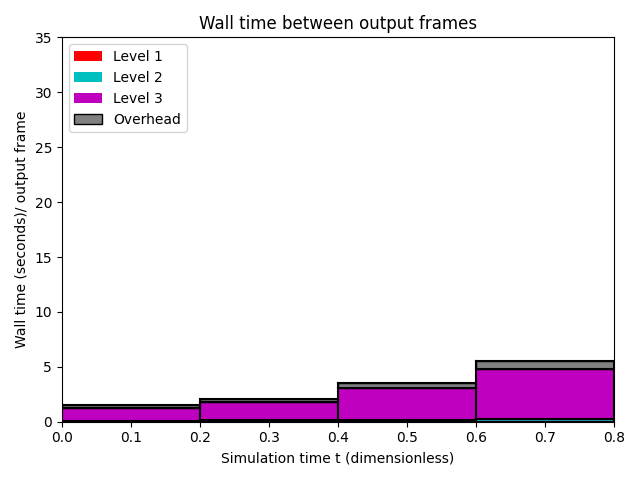 Wall time between output frames
Wall time (seconds)/ output frame
35
30
25
20
15
10
5
0
Level 1
Level 2
Level 3
Overhead
0.0 0.1 0.2 0.3 0.4 0.5 0.6 0.7 0.8
Simulation time t (dimensionless)